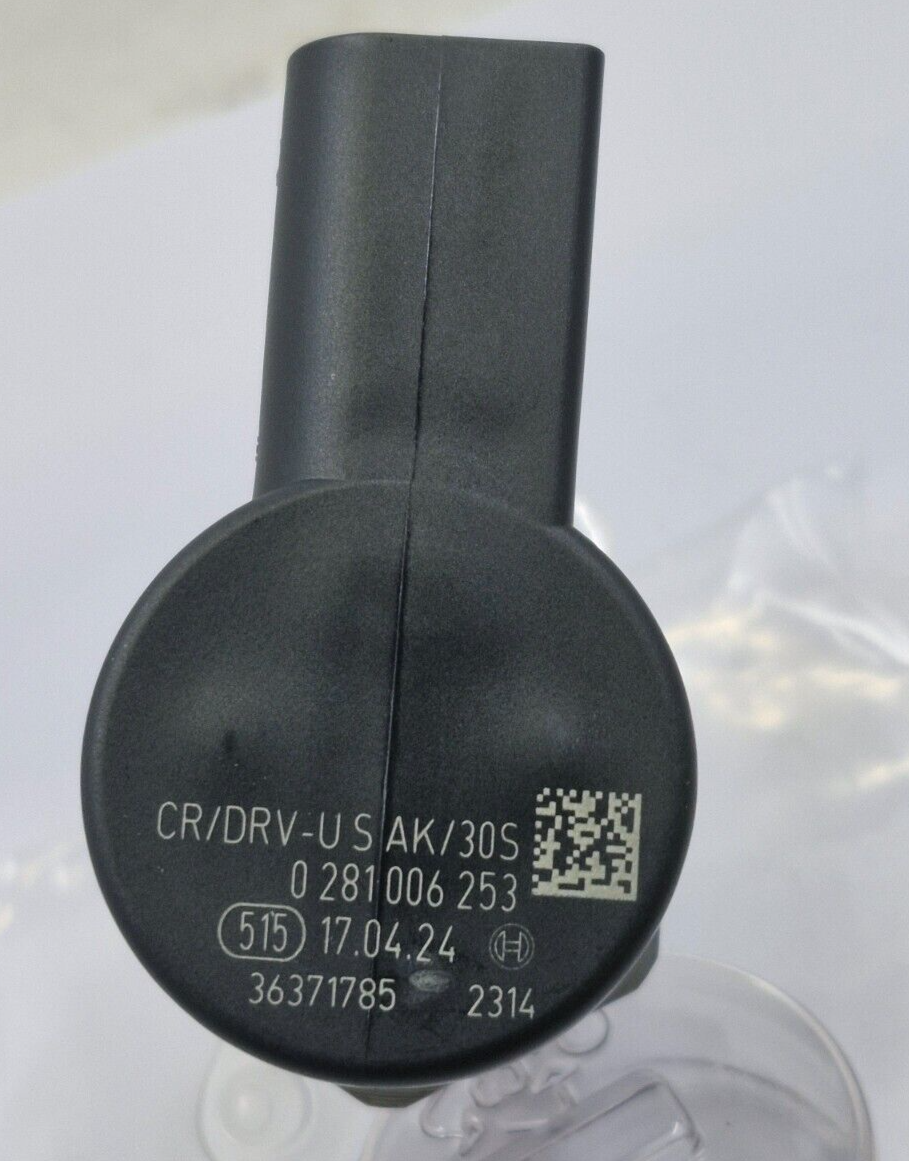 CR/DRV-U S AK/30S
0 281 006 253
515 17.04.24
36371785 2314